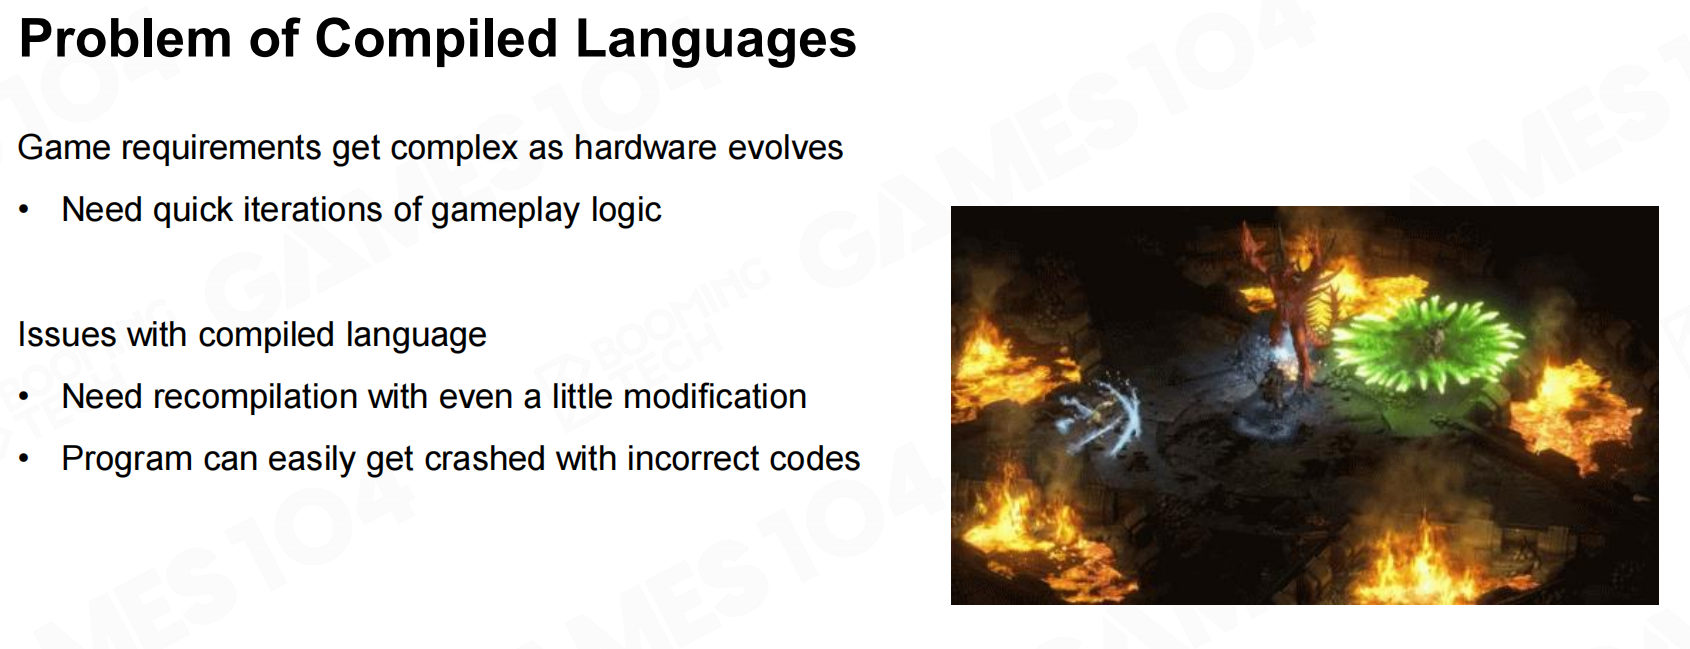 Problem of Compiled Languages
Game requirements get complex as hardware evolves
• Need quick iterations of gameplay logic
Issues with compiled language
• Need recompilation with even a little modification
• Program can easily get crashed with incorrect codes
GAMES104
BOOMING
TECH